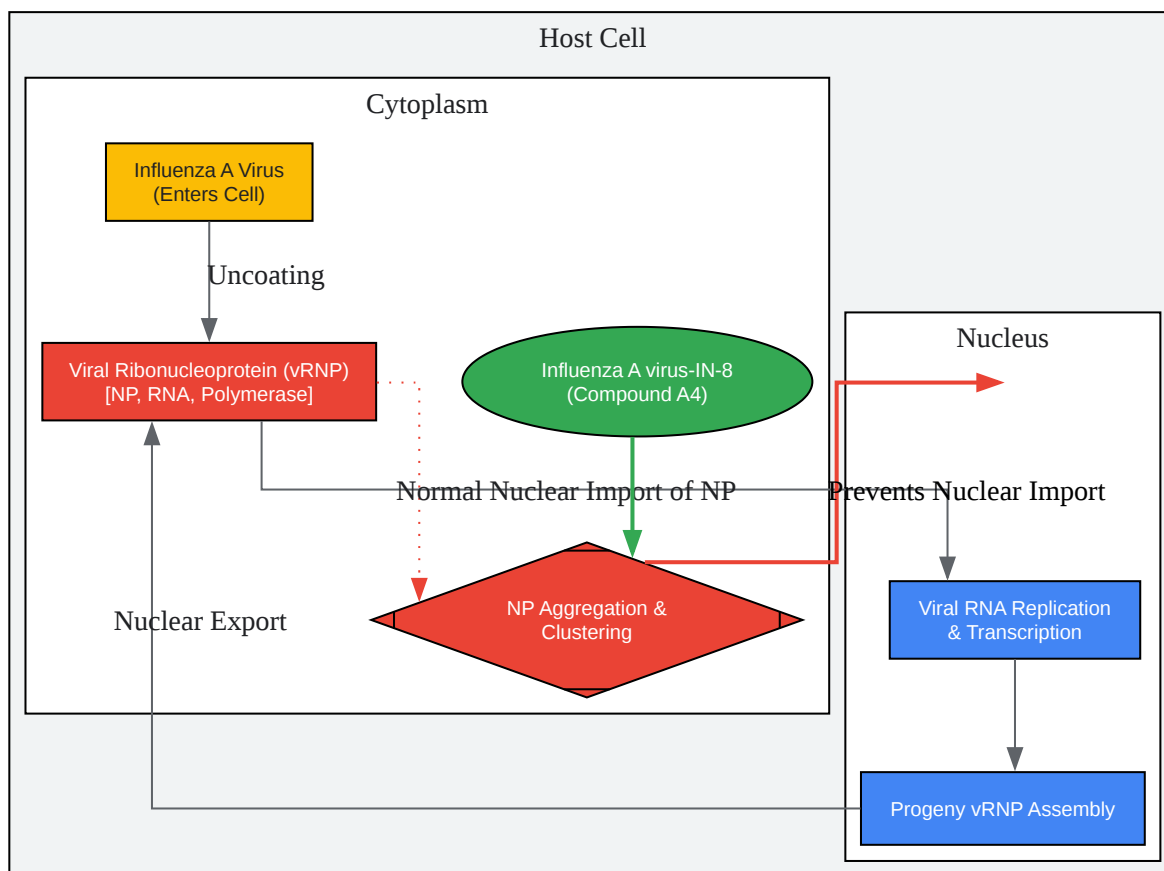 Host Cell
Cytoplasm
Influenza A Virus
(Enters Cell)
Uncoating
Viral Ribonucleoprotein (vRNP)
[NP, RNA, Polymerase]
Influenza A virus-IN-8
(Compound A4)
Nucleus
Normal Nuclear Import of NP
Prevents Nuclear Import
NP Aggregation &
Clustering
Nuclear Export
Viral RNA Replication
& Transcription
Progeny vRNP Assembly